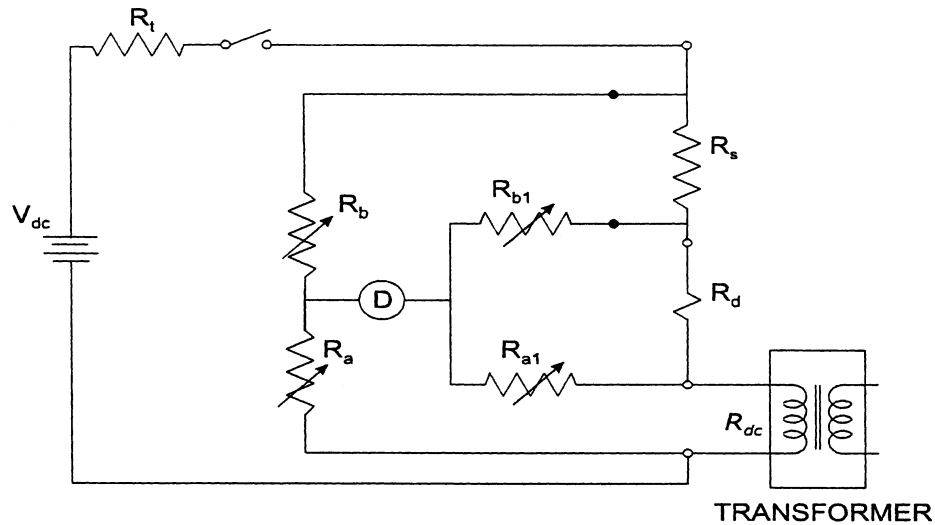 R_t
R_s
R_b1
R_b
V_dc
D
R_d
R_a1
R_a
R_dc
TRANSFORMER